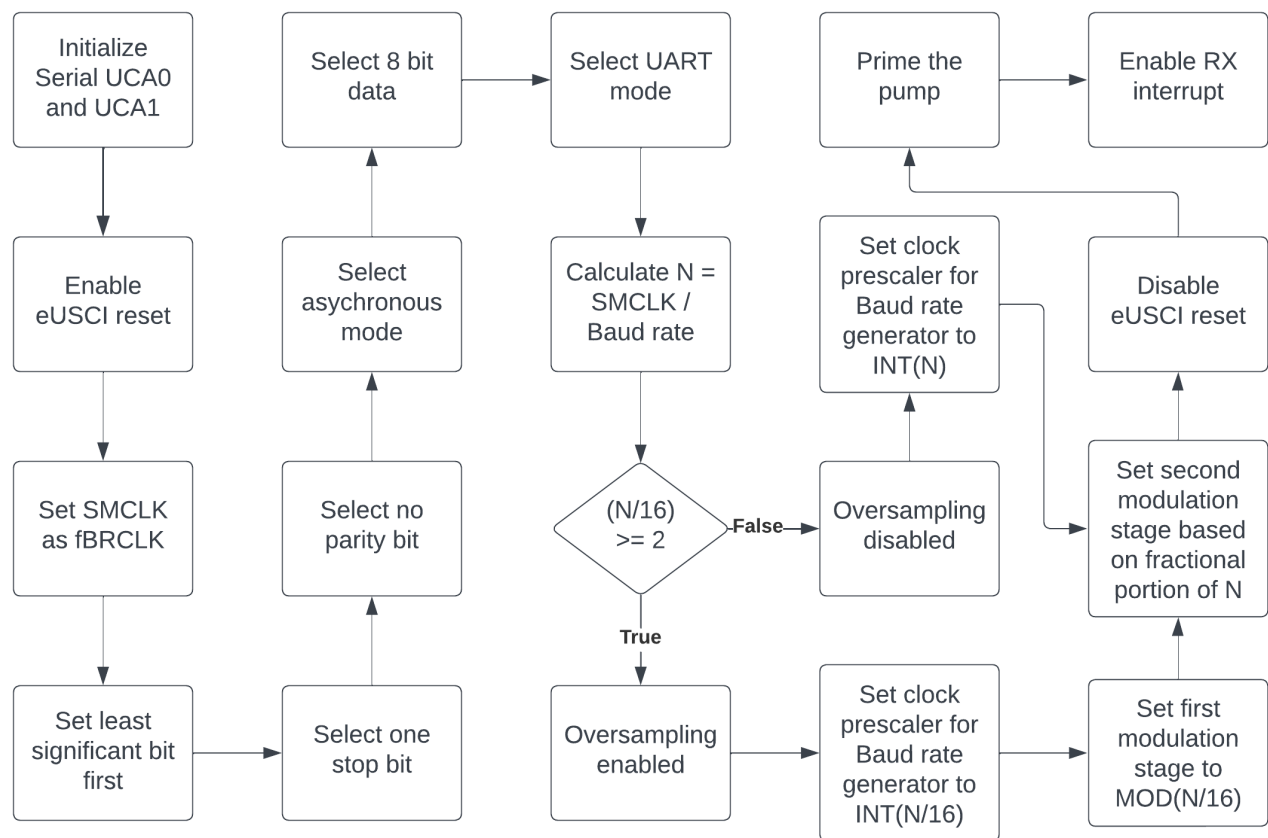 Initialize
Serial UCA0
and UCA1
Enable
eUSCI reset
Set SMCLK
as fBRCLK
Set least
significant bit
first
Select one
stop bit
Select no
parity bit
Select
asychronous
mode
Select 8 bit
data
Select UART
mode
Calculate N =
SMCLK /
Baud rate
(N/16)
>= 2
False
True
Oversampling
disabled
Set clock
prescaler for
Baud rate
generator to
INT(N)
Oversampling
enabled
Set clock
prescaler for
Baud rate
generator to
INT(N/16)
Set first
modulation
stage to
MOD(N/16)
Set second
modulation
stage based
on fractional
portion of N
Disable
eUSCI reset
Prime the
pump
Enable RX
interrupt